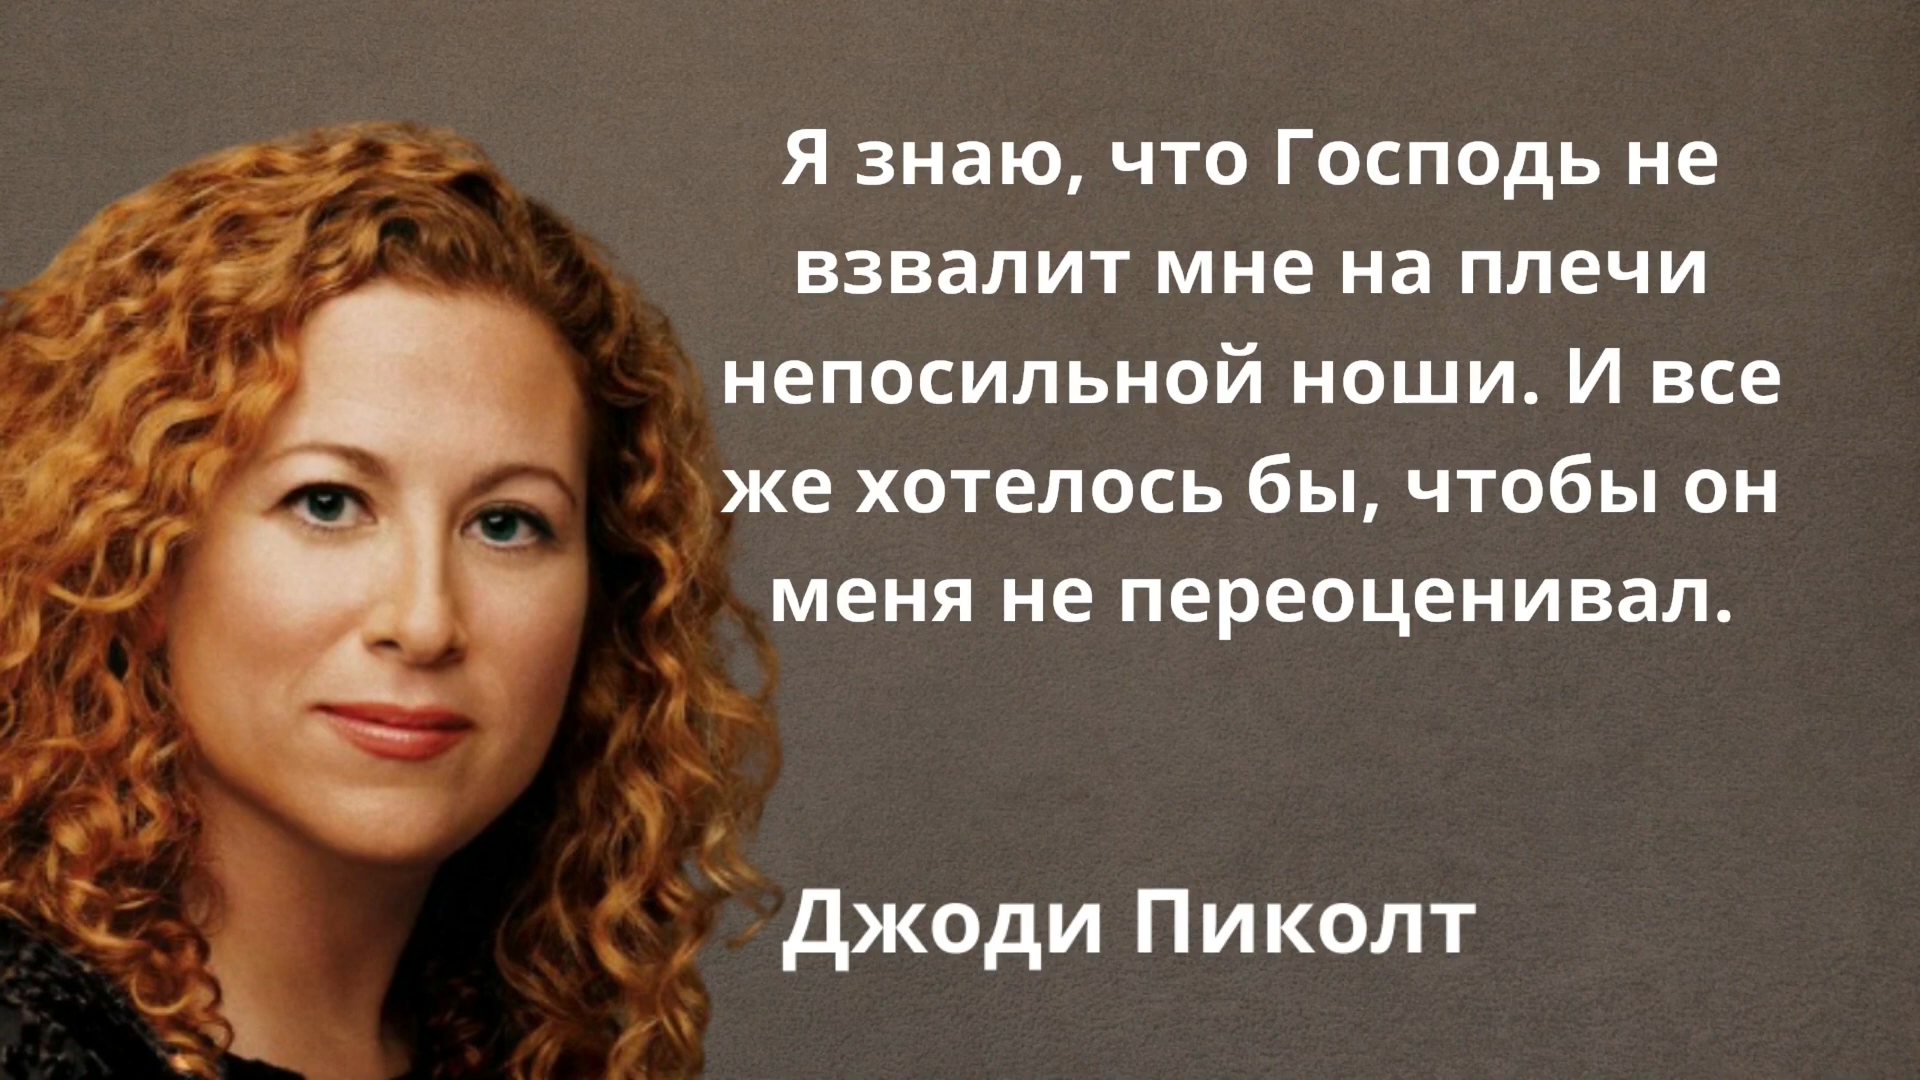 Я знаю, что Господь не
взвалит мне на плечи
непосильной ноши. И все
же хотелось бы, чтобы он
меня не переоценивал.
Джоди Пиколт